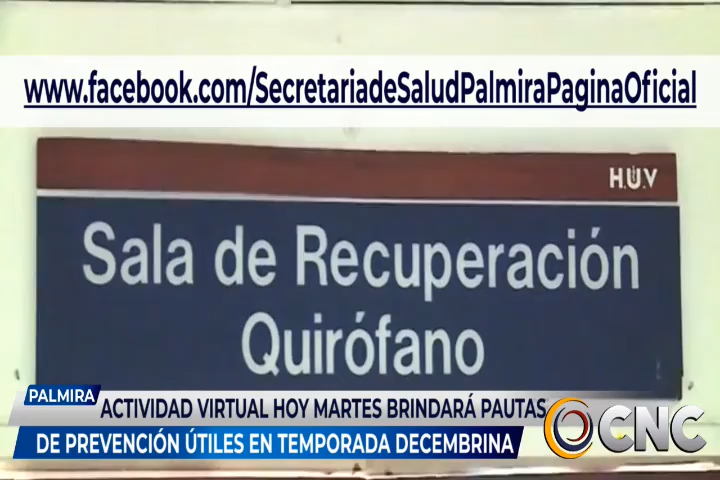 www.facebook.com/SecretariadeSaludPalmiraPaginaOficial
H.U.V
Sala de Recuperación
Quirófano
PALMIRA
ACTIVIDAD VIRTUAL HOY MARTES BRINDARÁ PAUTAS
DE PREVENCIÓN ÚTILES EN TEMPORADA DECEMBRINA
CNC